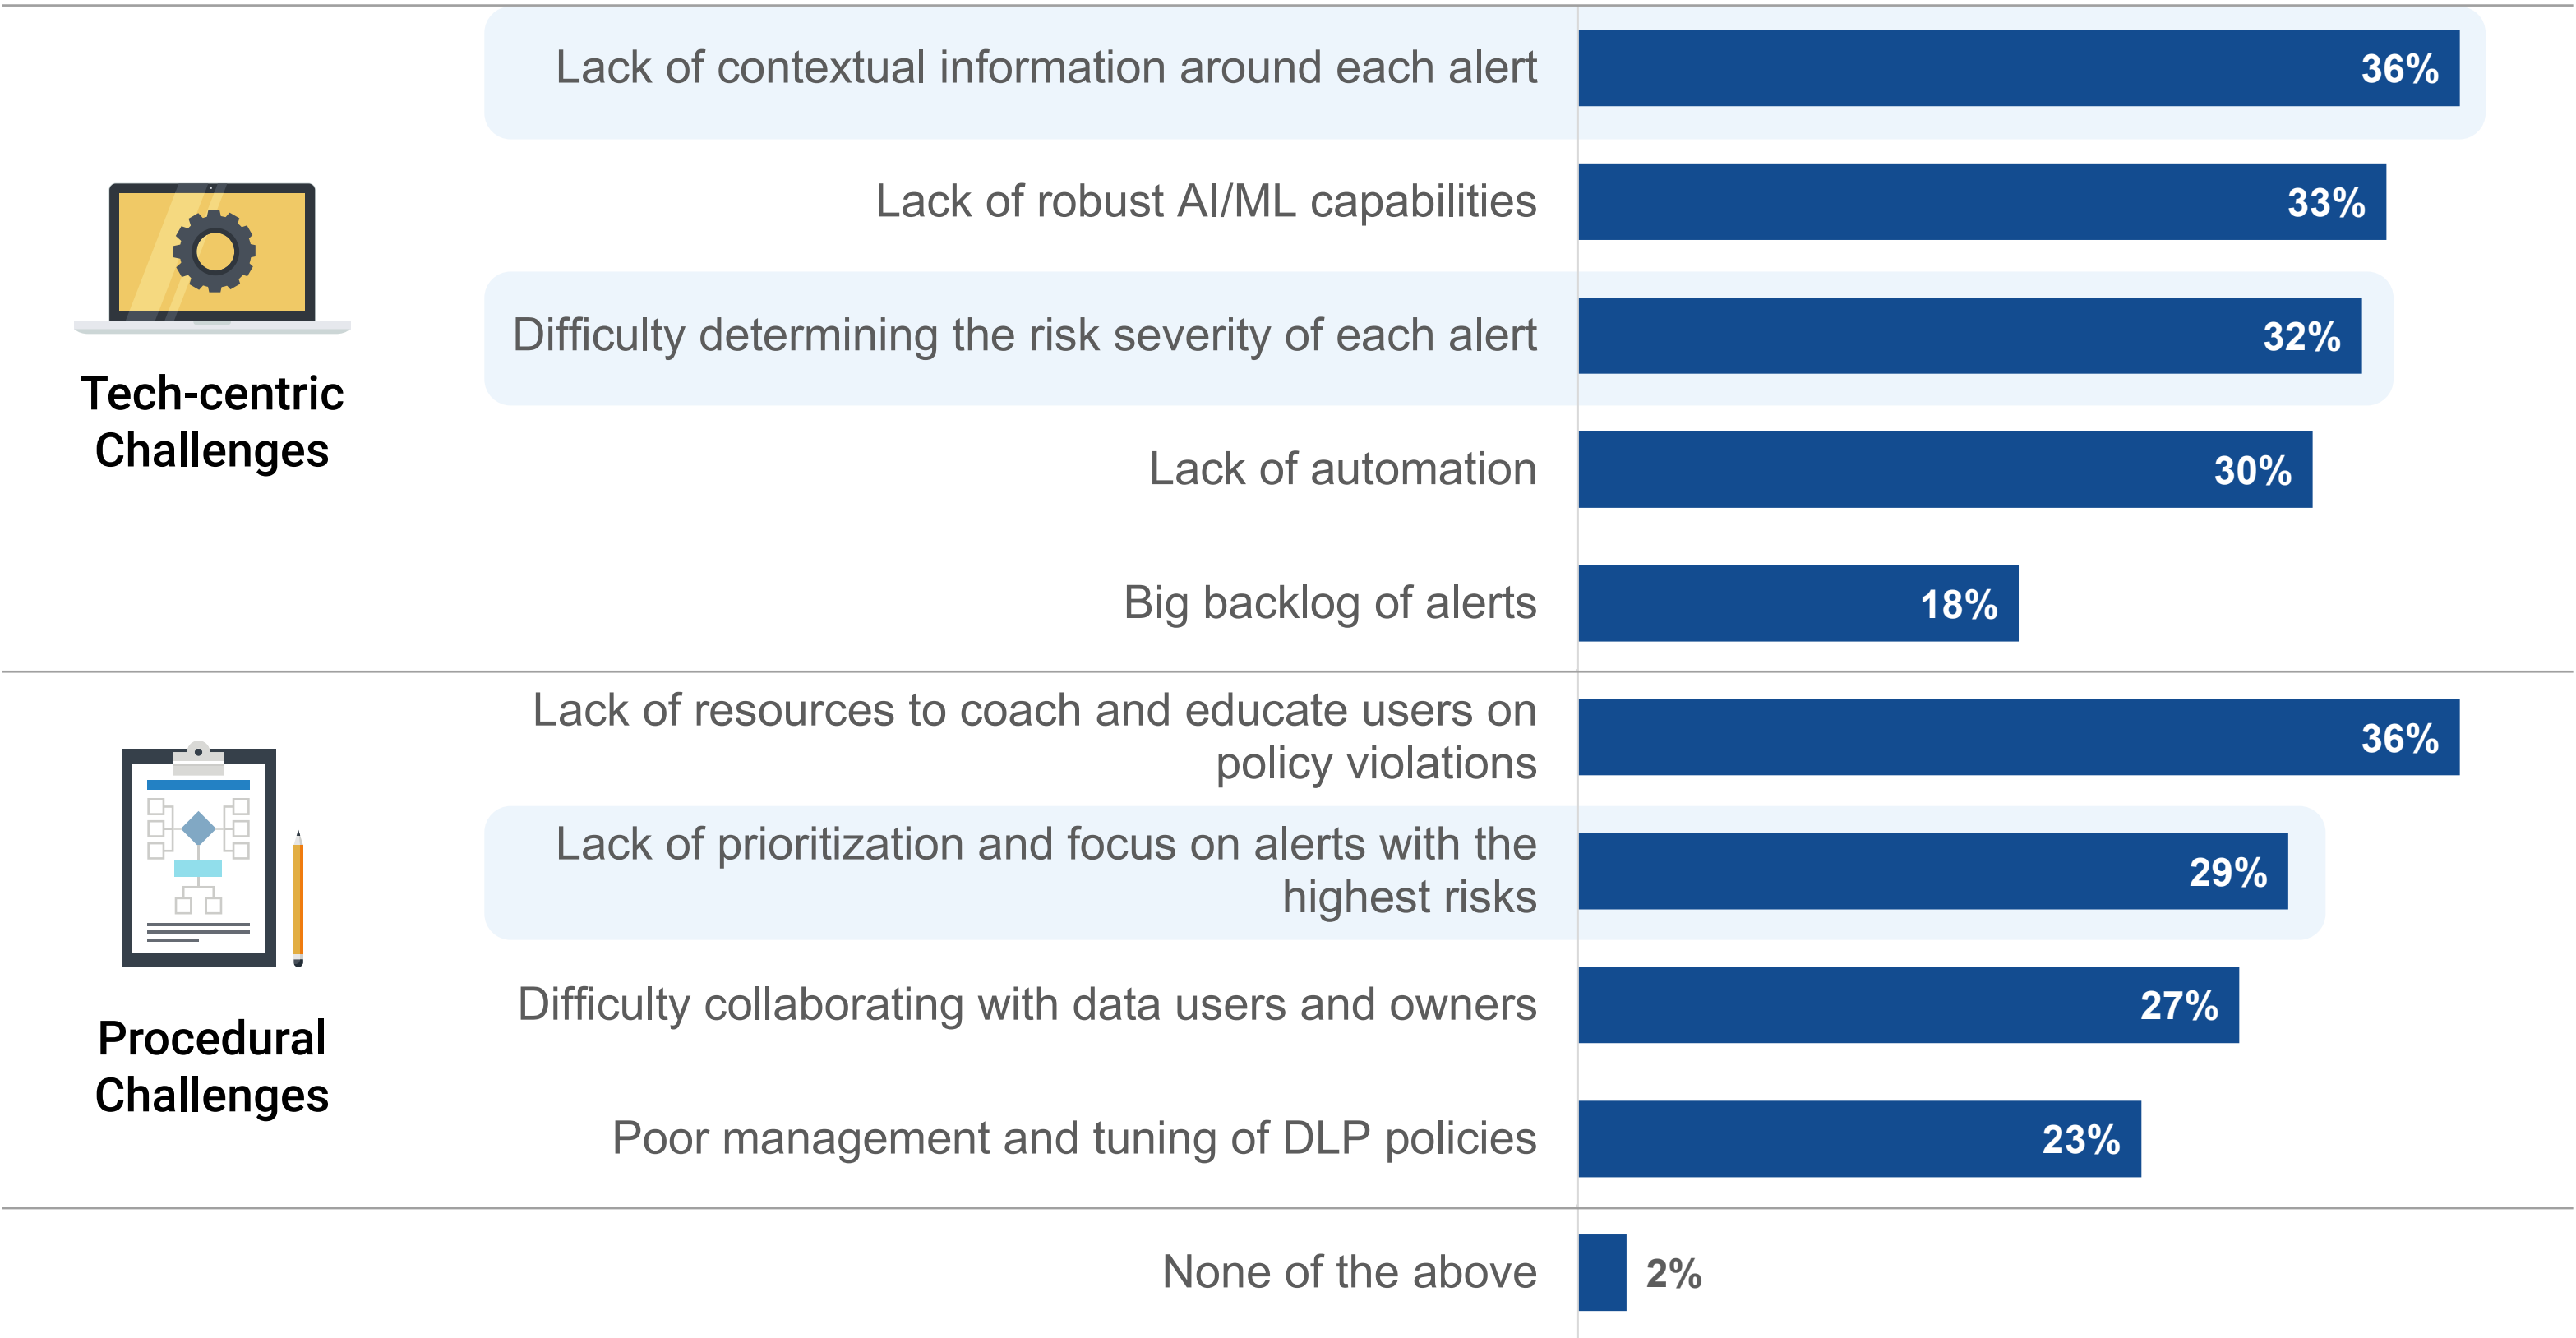 Lack of contextual information around each alert
36%
Lack of robust AI/ML capabilities
33%
Difficulty determining the risk severity of each alert
32%
Tech-centric
Challenges
Lack of automation
30%
Big backlog of alerts
18%
Lack of resources to coach and educate users on
policy violations
36%
Lack of prioritization and focus on alerts with the
highest risks
29%
Difficulty collaborating with data users and owners
27%
Procedural
Challenges
Poor management and tuning of DLP policies
23%
None of the above
2%